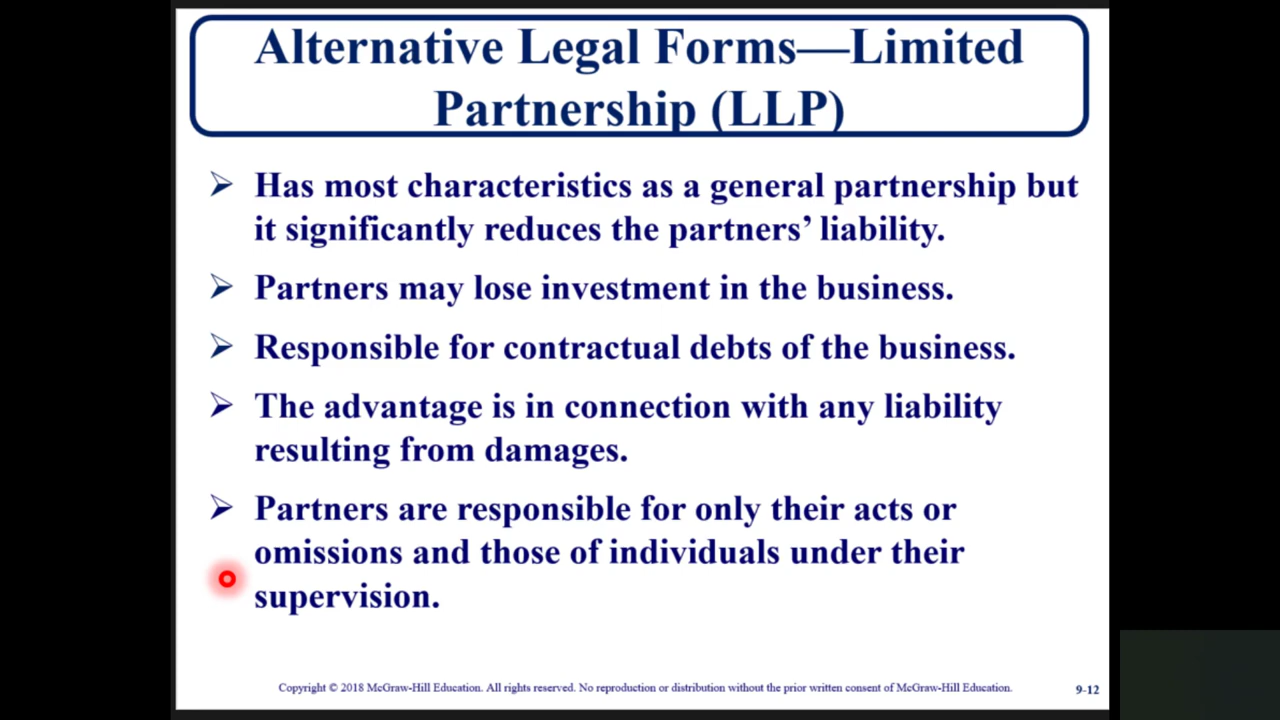 Alternative Legal Forms—Limited
Partnership (LLP)
Has most characteristics as a general partnership but
it significantly reduces the partners’ liability.
Partners may lose investment in the business.
Responsible for contractual debts of the business.
The advantage is in connection with any liability
resulting from damages.
Partners are responsible for only their acts or
omissions and those of individuals under their
supervision.
Copyright © 2018 McGraw-Hill Education. All rights reserved. No reproduction or distribution without the prior written consent of McGraw-Hill Education.
9-12